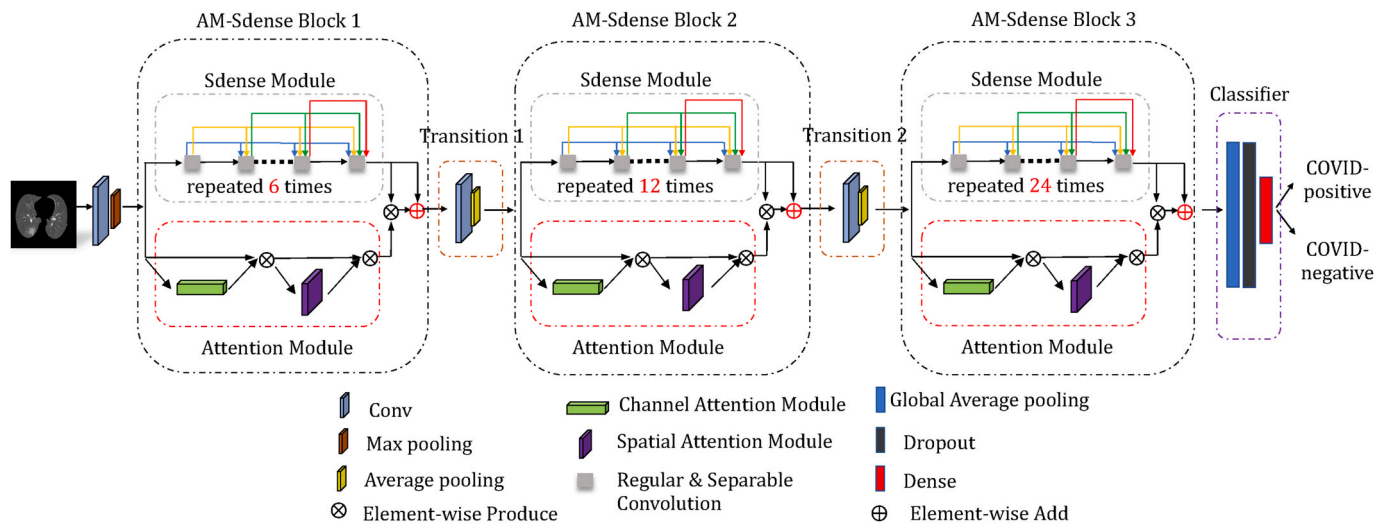 AM-Sdense Block 1
AM-Sdense Block 2
AM-Sdense Block 3
Sdense Module
Sdense Module
Sdense Module
Classifier
Transition 1
Transition 2
repeated 6 times
repeated 12 times
repeated 24 times
COVID-
positive
COVID-
negative
Attention Module
Attention Module
Attention Module
Conv
Max pooling
Average pooling
Element-wise Produce
Channel Attention Module
Spatial Attention Module
Regular & Separable
Convolution
Global Average pooling
Dropout
Dense
Element-wise Add